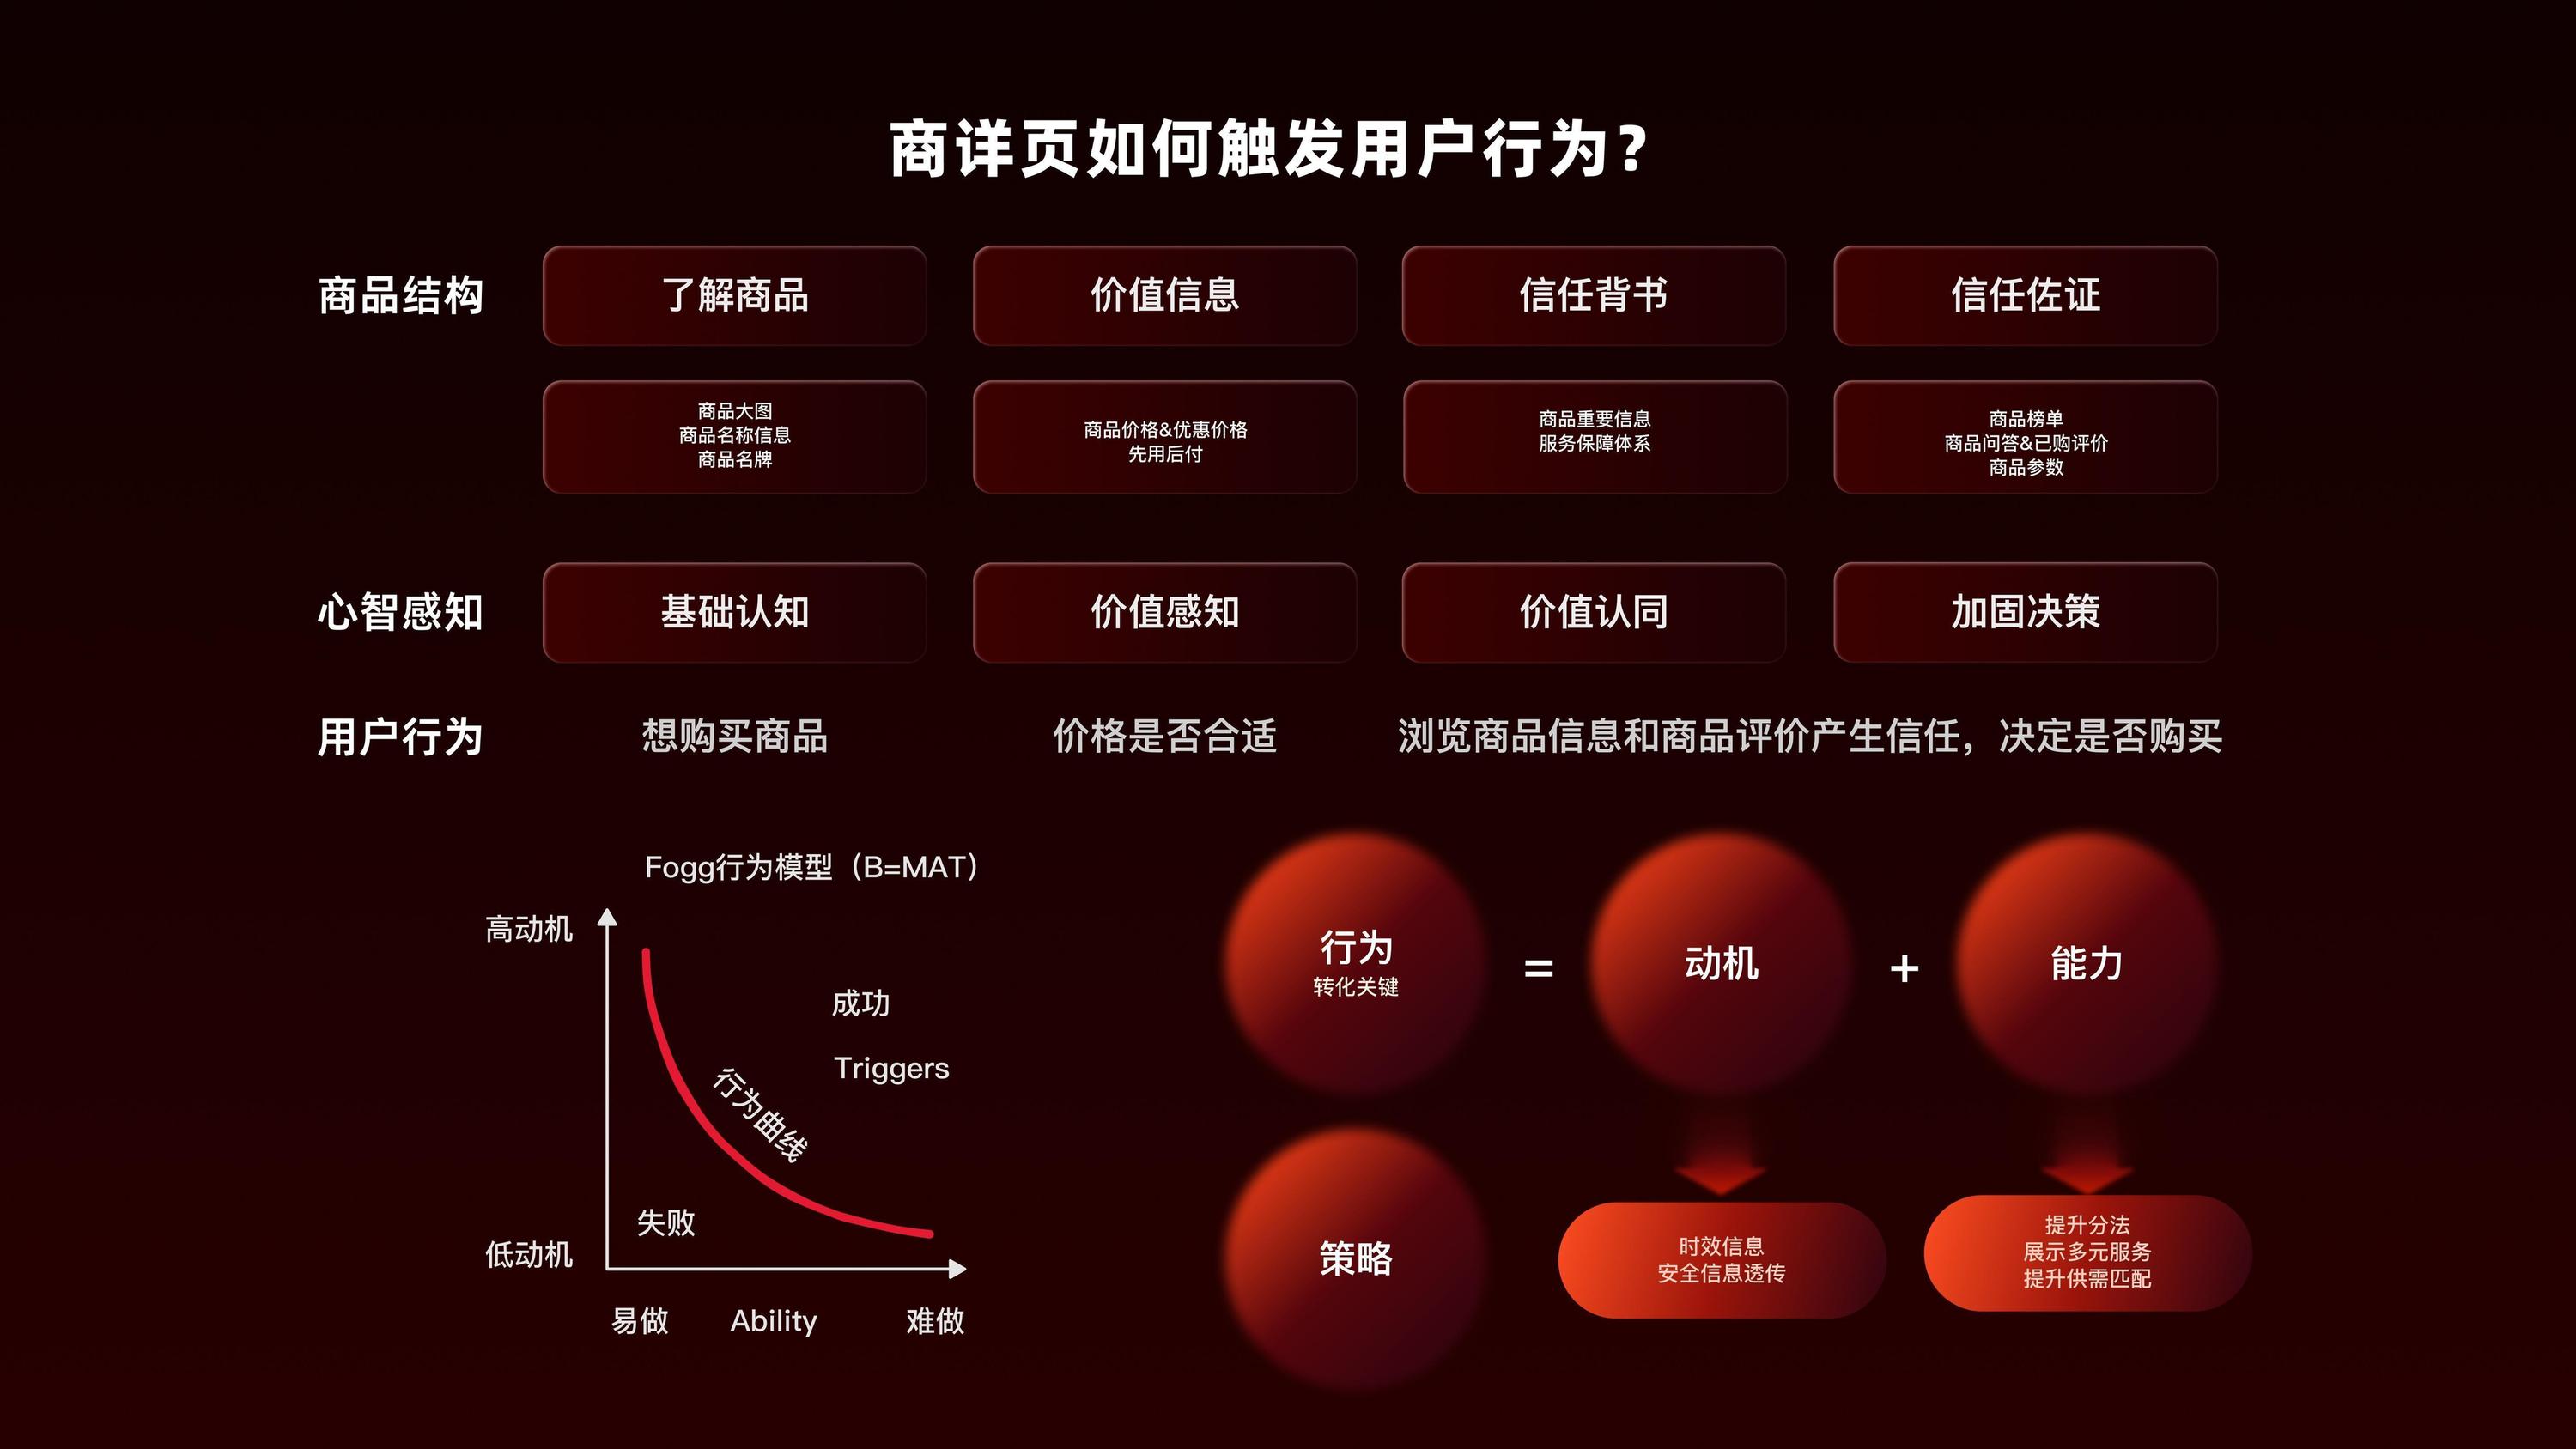 商详页如何触发用户行为?
商品结构
了解商品
价值信息
信任背书
信任佐证
商品大图
商品名称信息
商品名牌
商品价格&优惠价格
先用后付
商品重要信息
服务保障体系
商品榜单
商品问答&已购评价
商品参数
心智感知
基础认知
价值感知
价值认同
加固决策
用户行为
想购买商品
价格是否合适
浏览商品信息和商品评价产生信任，决定是否购买
Fogg行为模型（B=MAT）
高动机
成功
Triggers
行为曲线
失败
低动机
易做
Ability
难做
行为
转化关键
=
动机
+
能力
策略
时效信息
安全信息透传
提升分法
展示多元服务
提升供需匹配